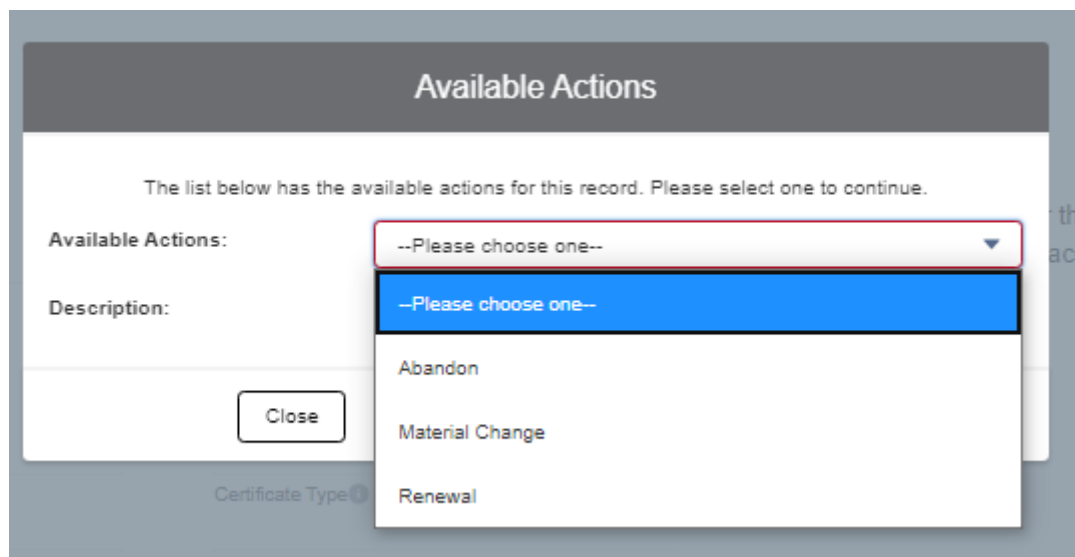 Available Actions
The list below has the available actions for this record. Please select one to continue.
Available Actions:
--Please choose one--
--Please choose one--
Description:
Abandon
Close
Material Change
Certificate Type
Renewal